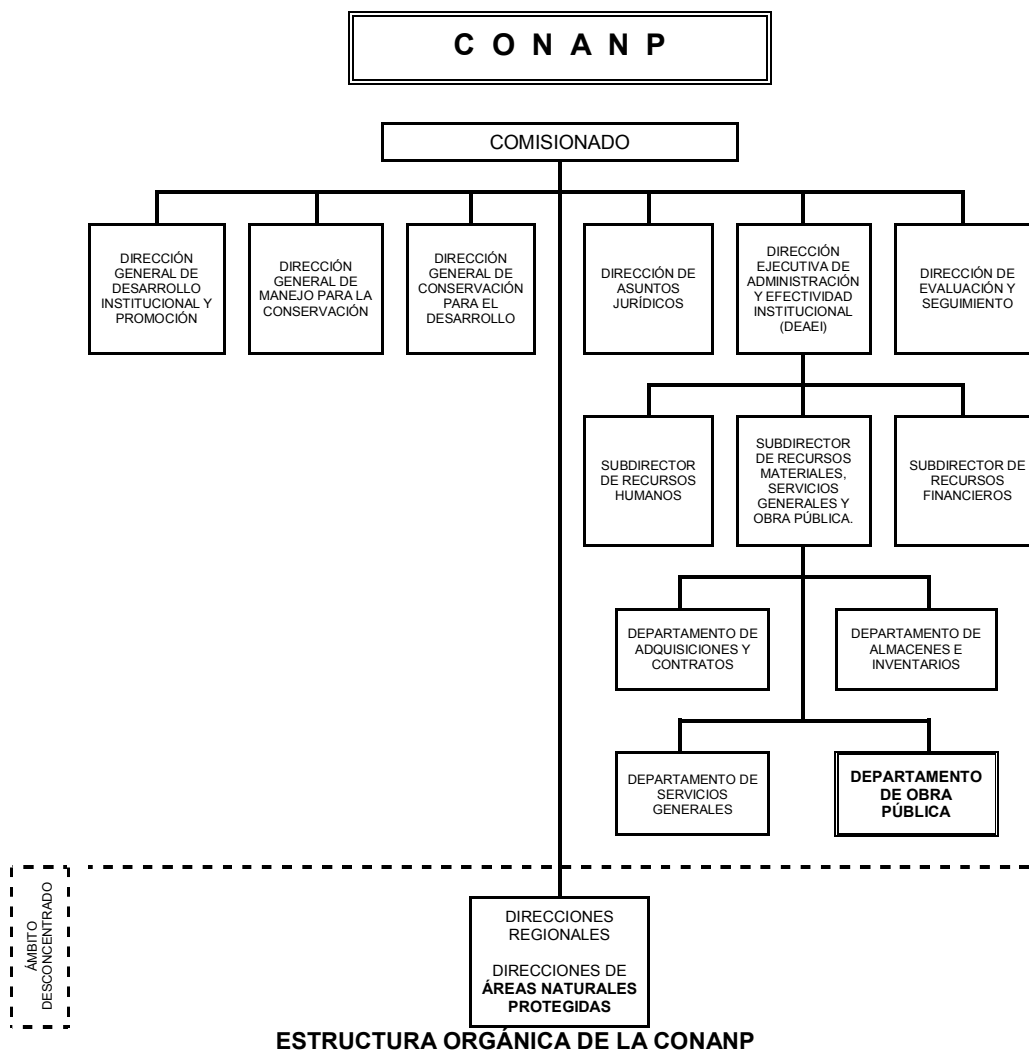 C O N A N P
COMISIONADO
DIRECCIÓN
GENERAL DE
DESARROLLO
INSTITUCIONAL Y
PROMOCIÓN
DIRECCIÓN
GENERAL DE
MANEJO PARA LA
CONSERVACIÓN
DIRECCIÓN
GENERAL DE
CONSERVACIÓN
PARA EL
DESARROLLO
DIRECCIÓN DE
ASUNTOS
JURÍDICOS
DIRECCIÓN
EJECUTIVA DE
ADMINISTRACIÓN
Y EFECTIVIDAD
INSTITUCIONAL
(DEAEI)
DIRECCIÓN DE
EVALUACIÓN Y
SEGUIMIENTO
SUBDIRECTOR
DE RECURSOS
HUMANOS
SUBDIRECTOR
DE RECURSOS
MATERIALES,
SERVICIOS
GENERALES Y
OBRA PÚBLICA.
SUBDIRECTOR DE
RECURSOS
FINANCIEROS
DEPARTAMENTO DE
ADQUISICIONES Y
CONTRATOS
DEPARTAMENTO DE
ALMACENES E
INVENTARIOS
DEPARTAMENTO DE
SERVICIOS
GENERALES
DEPARTAMENTO
DE OBRA
PÚBLICA
ÁMBITO
DESCONCENTRADO
DIRECCIONES
REGIONALES
DIRECCIONES DE
ÁREAS NATURALES
PROTEGIDAS
ESTRUCTURA ORGÁNICA DE LA CONANP